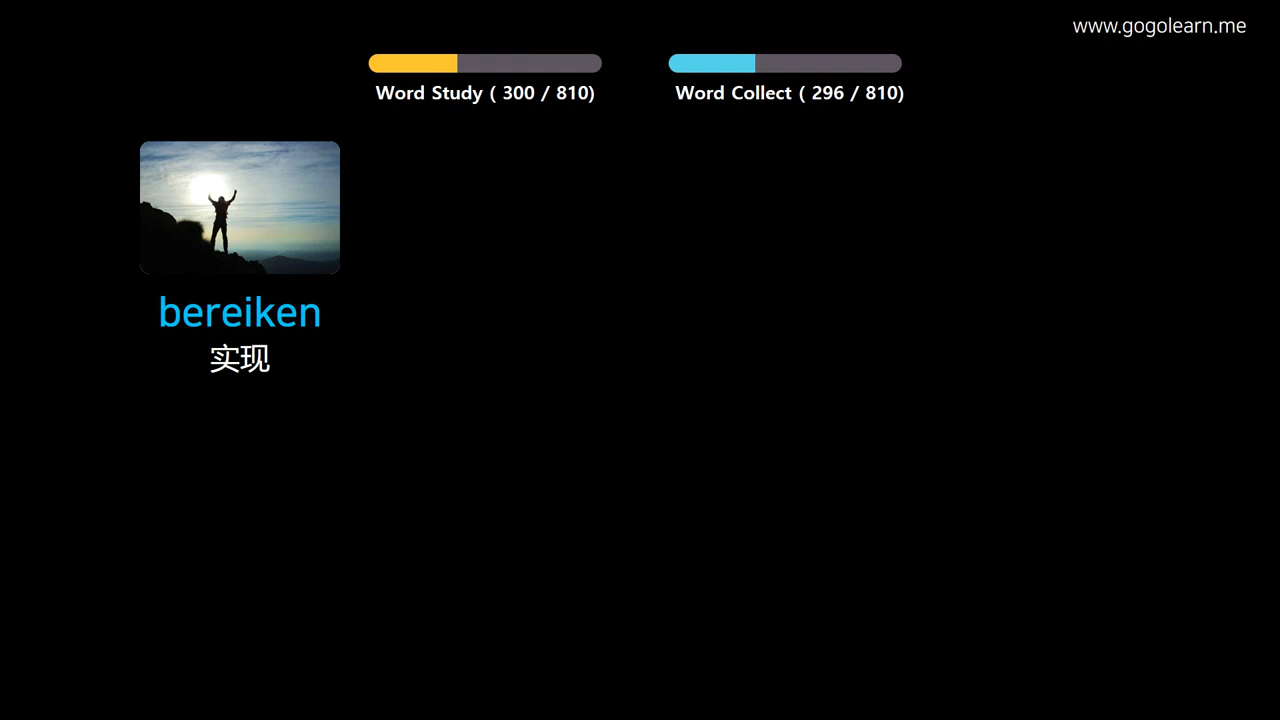 www.gogolearn.me
Word Study ( 300 / 810)
Word Collect ( 296 / 810)
bereiken
实现